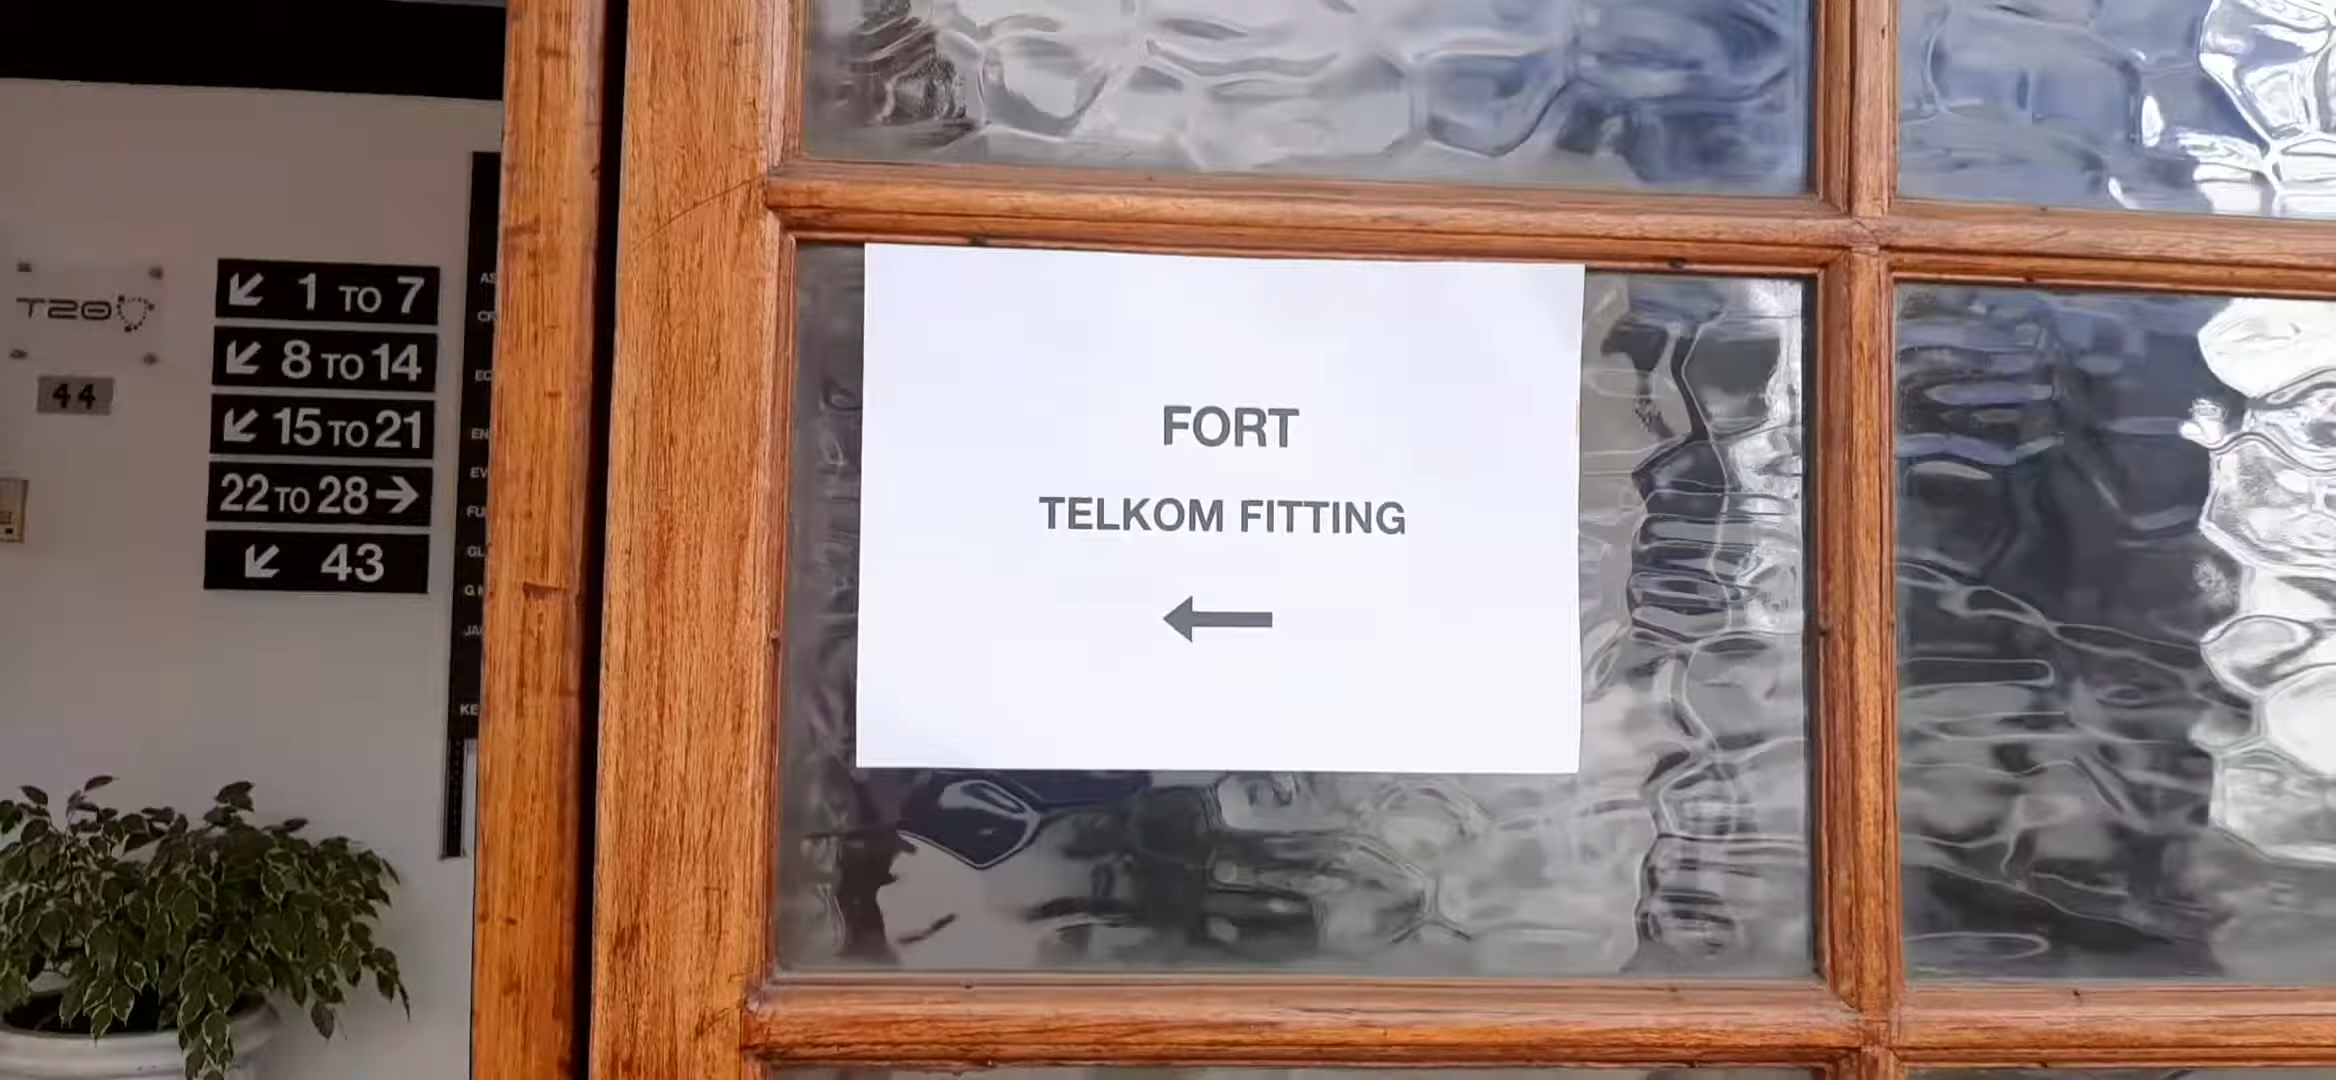 T20
44
↙ 1 TO 7
↙ 8 TO 14
↙ 15 TO 21
22 TO 28 →
↙ 43
FORT
TELKOM FITTING
←